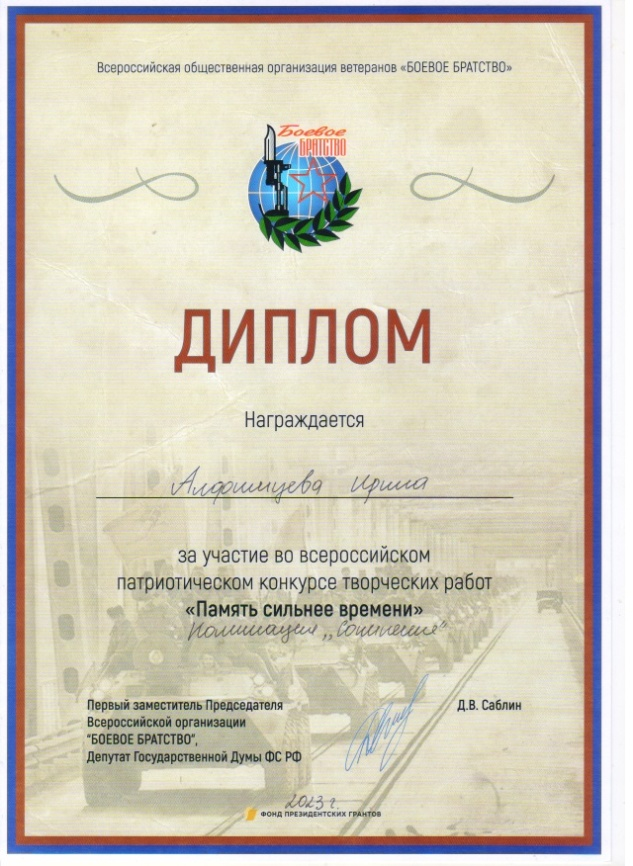 Всероссийская общественная организация ветеранов «БОЕВОЕ БРАТСТВО»
Боевое
БРАТСТВО
ДИПЛОМ
Награждается
Алфимцева Ирина
за участие во всероссийском
патриотическом конкурсе творческих работ
«Память сильнее времени»
Номинация „Сочинения"
Первый заместитель Председателя
Всероссийской организации
"БОЕВОЕ БРАТСТВО",
Депутат Государственной Думы ФС РФ
Д.В. Саблин
2023 г.
ФОНД ПРЕЗИДЕНТСКИХ ГРАНТОВ